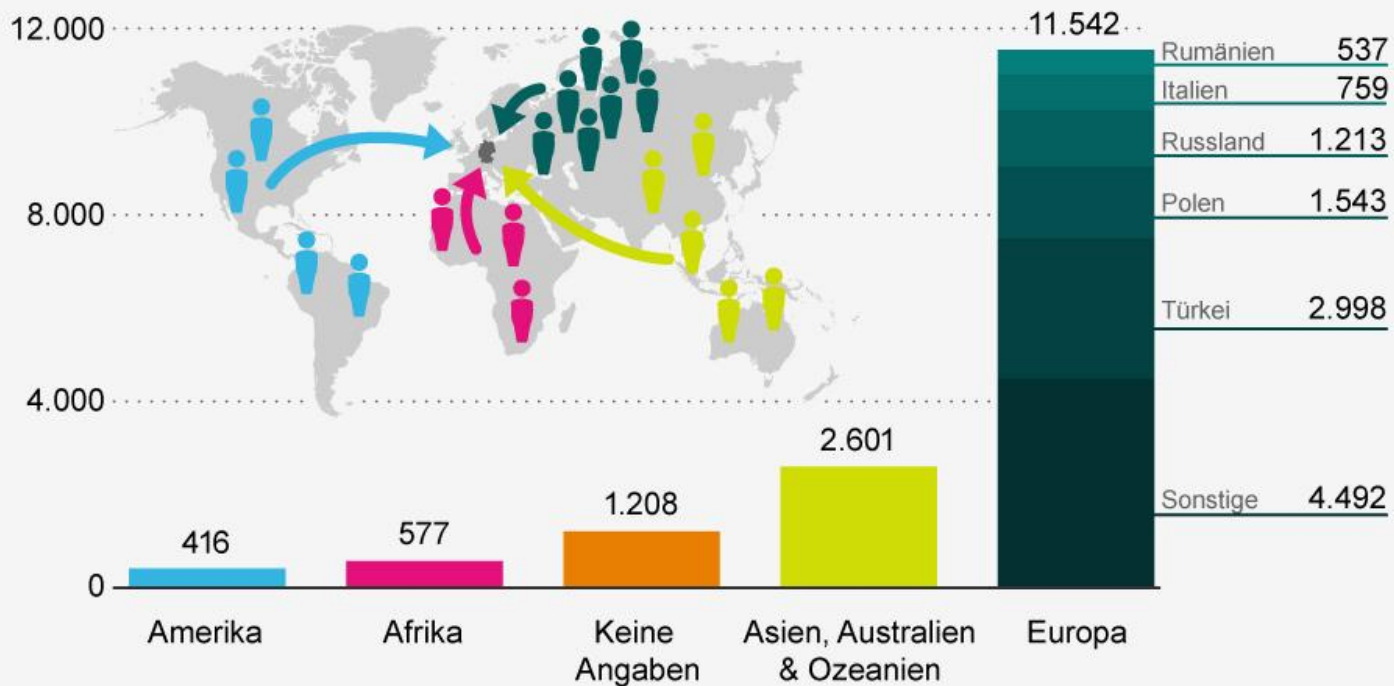 12.000
11.542
Rumänien 537
Italien 759
Russland 1.213
8.000
Polen 1.543
Türkei 2.998
4.000
2.601
Sonstige 4.492
1.208
416
577
0
Amerika
Afrika
Keine
Angaben
Asien, Australien
& Ozeanien
Europa